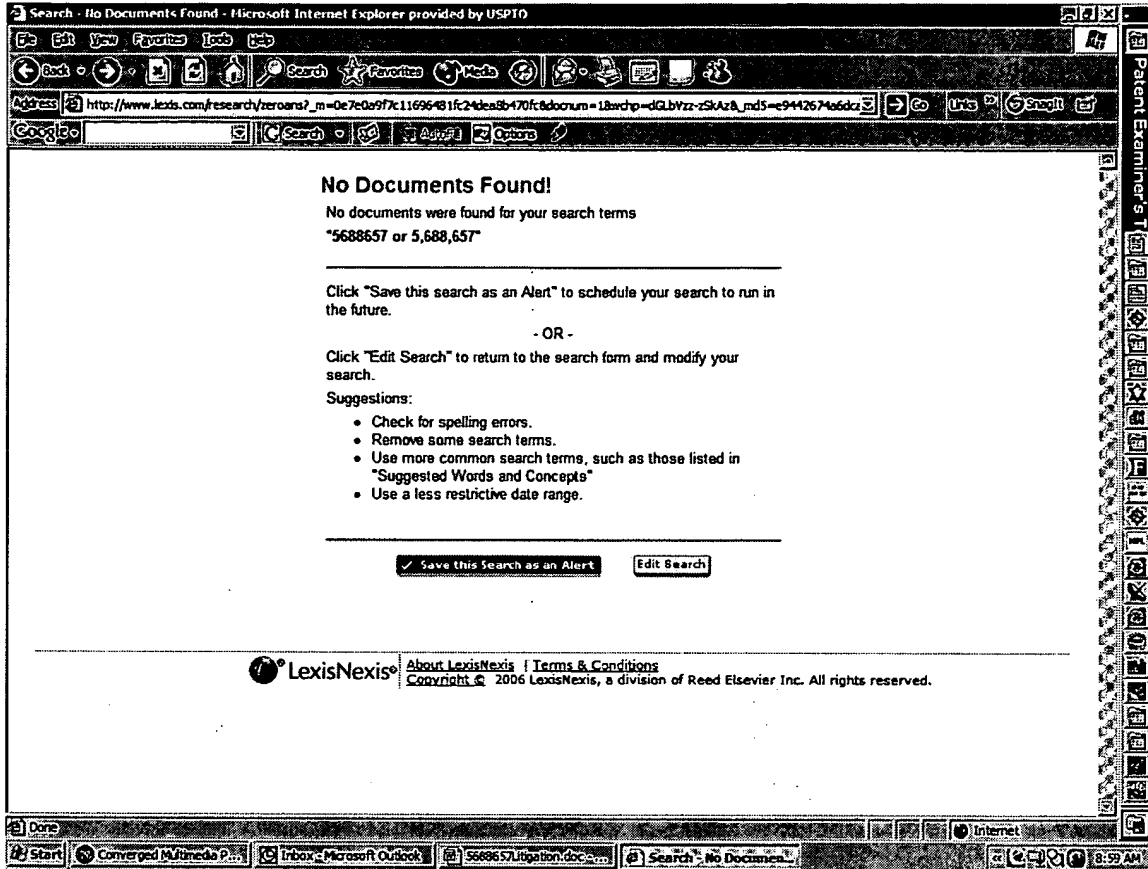 Search - No Documents Found - Microsoft Internet Explorer provided by USPTO
File Edit View Favorites Tools Help
Back Search Favorites Media
Address http://www.lexis.com/research/zeroans?_m=0e7e0a9f7c11696481fc24dea8b470fc&docnum=1&wchp=dGLbVzz-zSkAz&_md5=e9442674a6dcz Go Links » SnagIt
Google Search AutoFill Options
Patent Examiner's T
No Documents Found!
No documents were found for your search terms
"5688657 or 5,688,657"
Click "Save this search as an Alert" to schedule your search to run in
the future.
- OR -
Click "Edit Search" to return to the search form and modify your
search.
Suggestions:
• Check for spelling errors.
• Remove some search terms.
• Use more common search terms, such as those listed in
"Suggested Words and Concepts"
• Use a less restrictive date range.
✓ Save this Search as an Alert Edit Search
LexisNexis® About LexisNexis | Terms & Conditions
Copyright © 2006 LexisNexis, a division of Reed Elsevier Inc. All rights reserved.
Done Internet
Start Converged Multimedia P... Inbox - Microsoft Outlook 5688657Litigation.doc - ... Search - No Documen... 8:59 AM